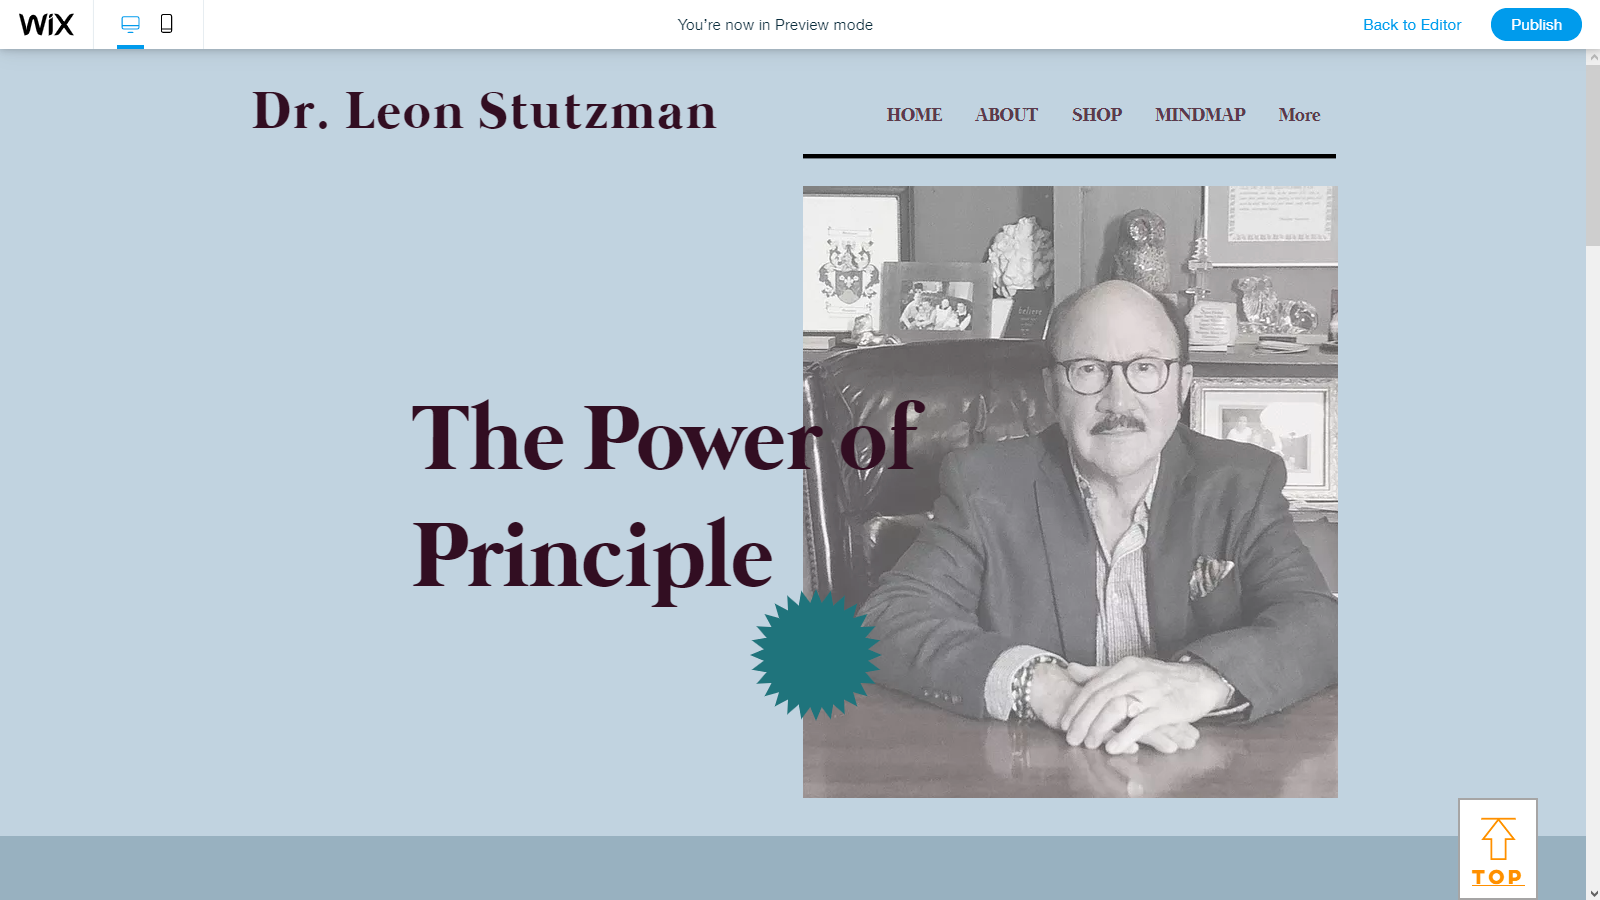 WiX
You're now in Preview mode
Back to Editor
Publish
Dr. Leon Stutzman
HOME ABOUT SHOP MINDMAP More
believe
The Power of
Principle
TOP